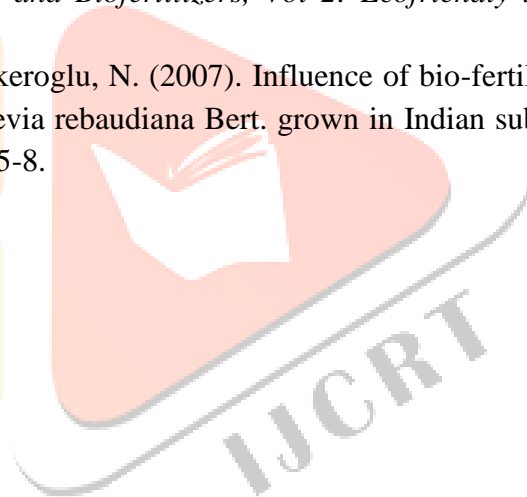 and Biofertilizers, Vol 2: Ecofriendly
keroglu, N. (2007). Influence of bio-fertil
evia rebaudiana Bert. grown in Indian sub
5-8.
IJCRT